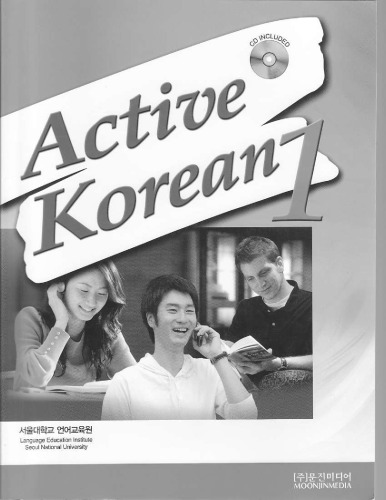 CD INCLUDED
Active
Korean 1
서울대학교 언어교육원
Language Education Institute
Seoul National University
[주]문진미디어
MOONJINMEDIA